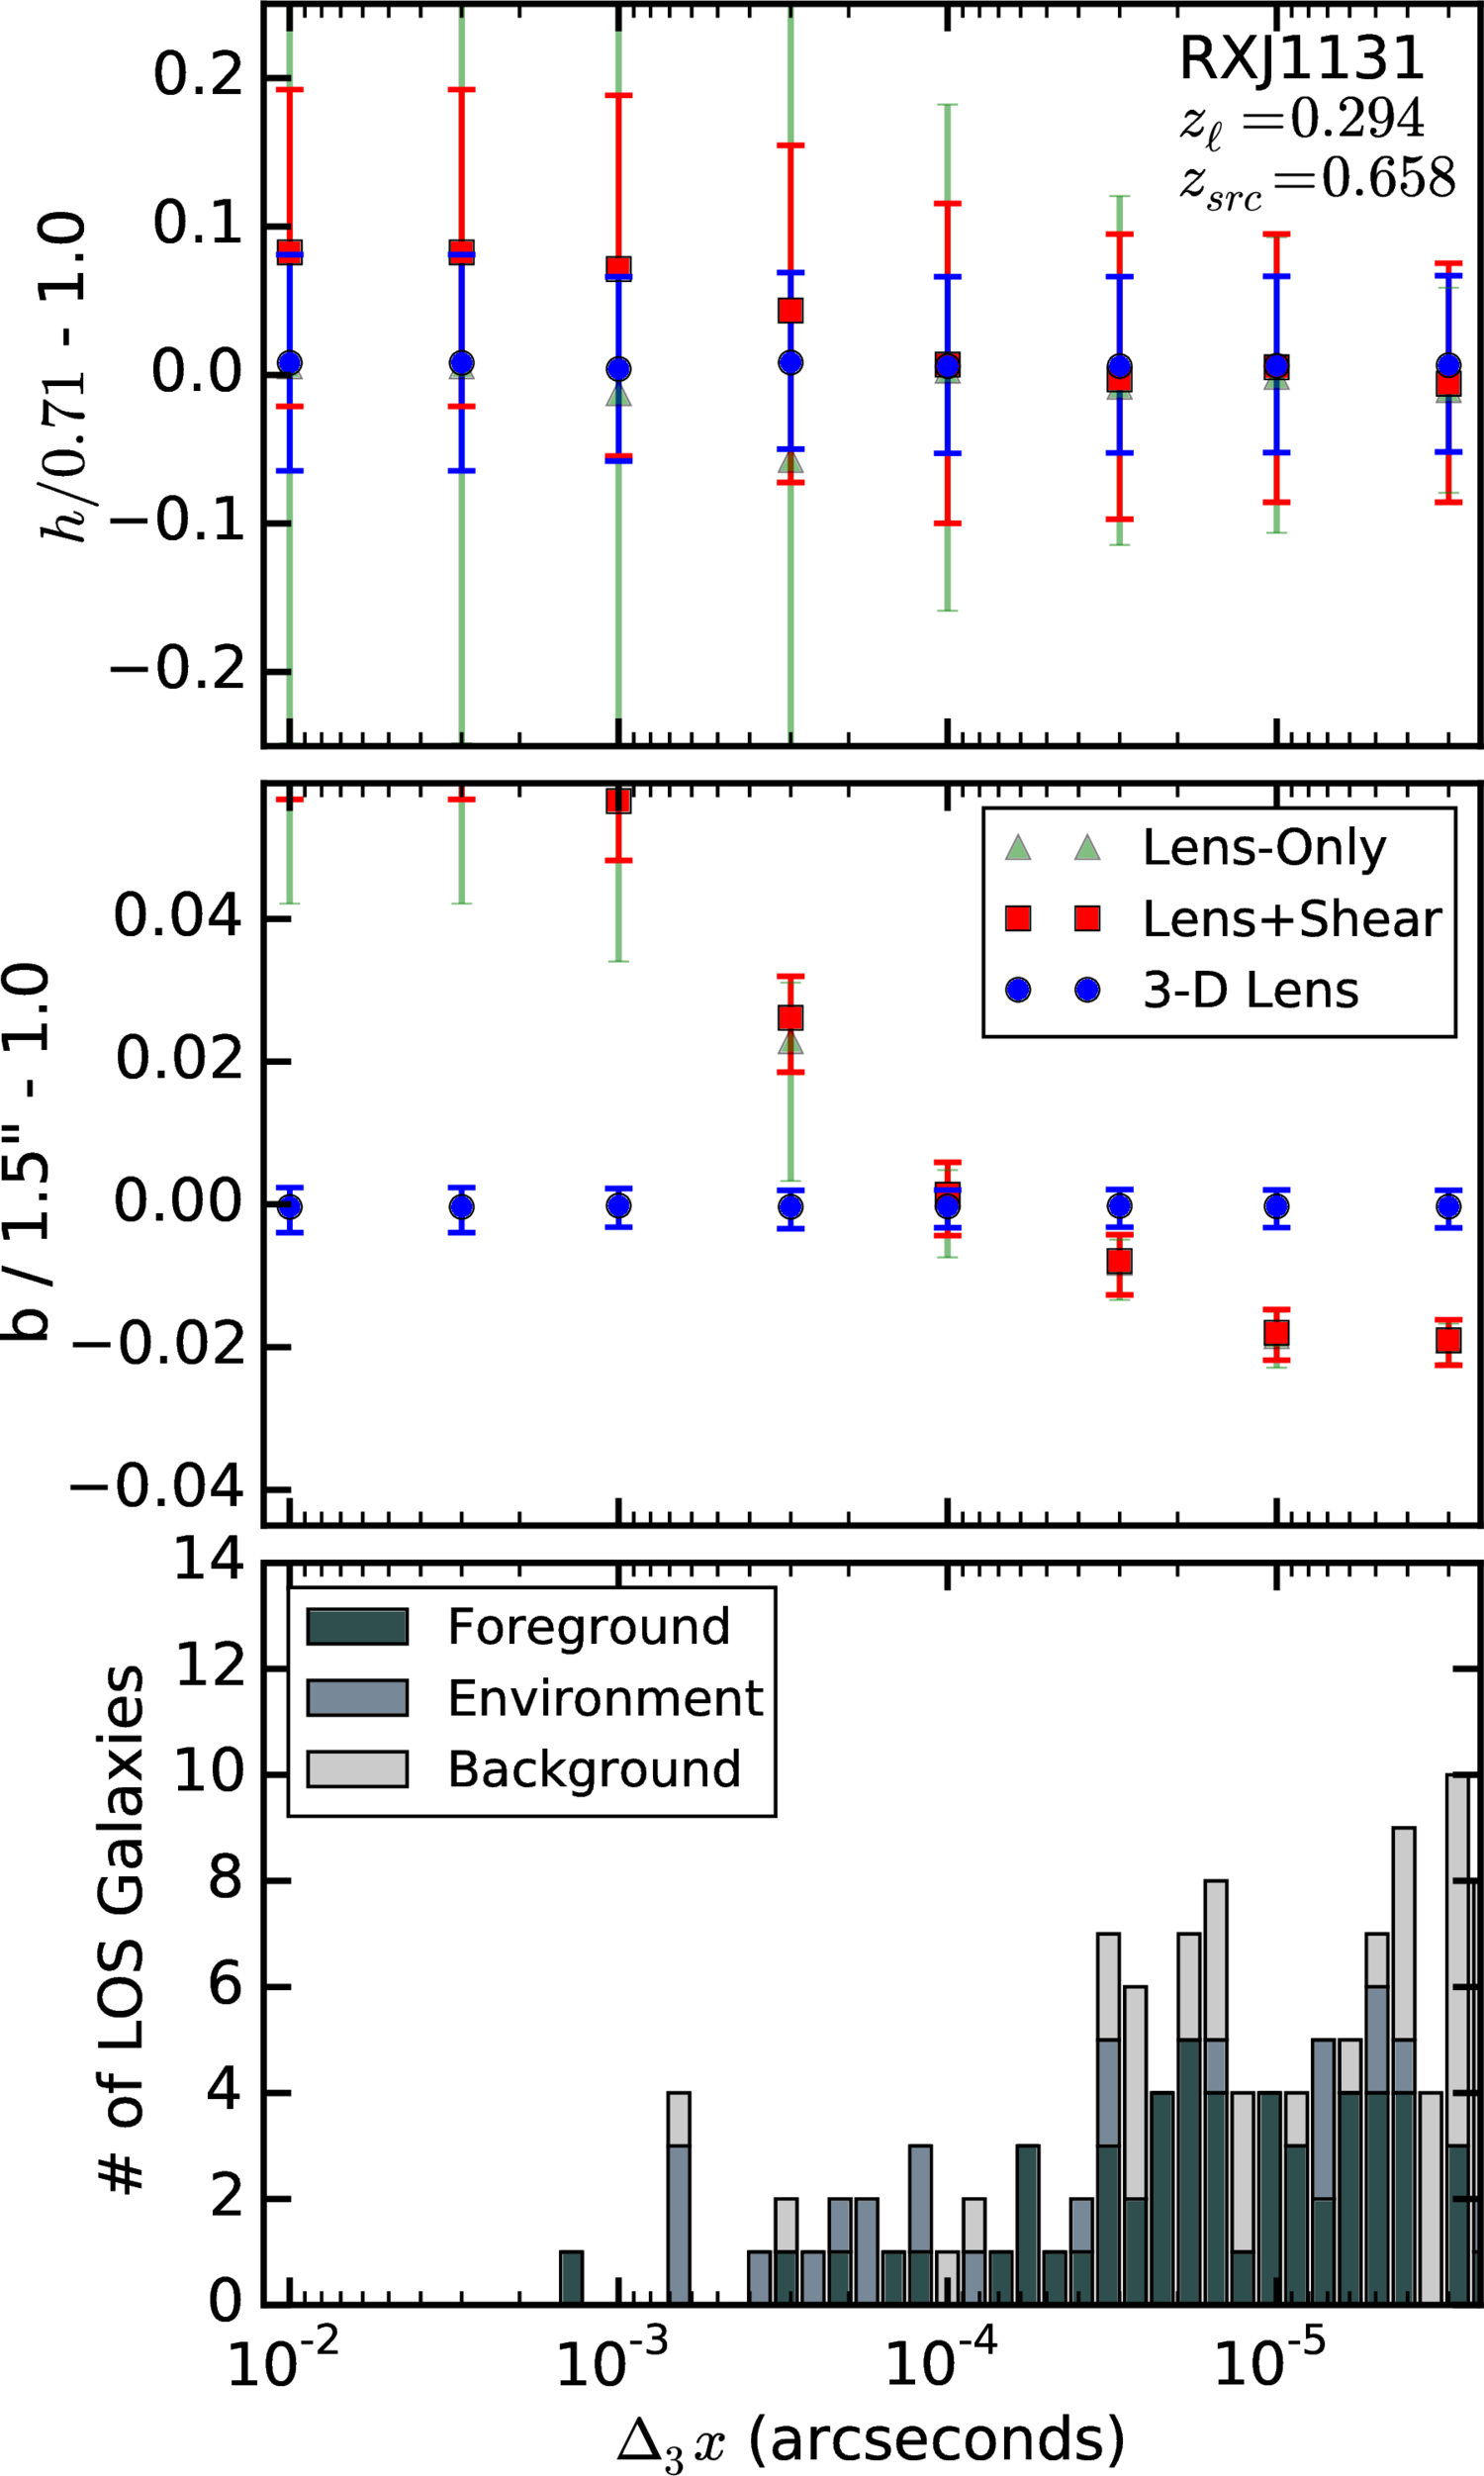 RXJ1131
z_ℓ = 0.294
z_src = 0.658
0.2
0.1
0.0
−0.1
−0.2
h/0.71 - 1.0
Lens-Only
Lens+Shear
3-D Lens
0.04
0.02
0.00
−0.02
−0.04
b / 1.5" - 1.0
Foreground
Environment
Background
14
12
10
8
6
4
2
0
# of LOS Galaxies
10^-2 10^-3 10^-4 10^-5
Δ_3 x (arcseconds)